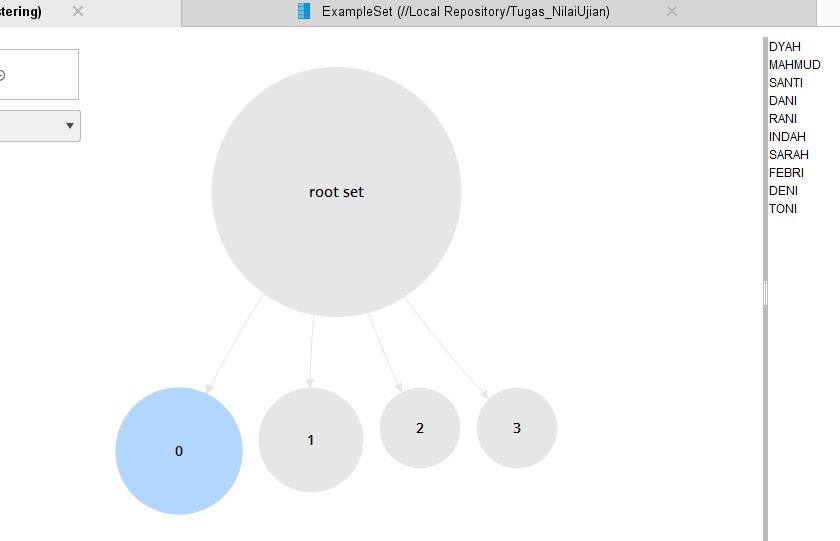 stering)
ExampleSet (//Local Repository/Tugas_NilaiUjian)
root set
0
1
2
3
DYAH
MAHMUD
SANTI
DANI
RANI
INDAH
SARAH
FEBRI
DENI
TONI